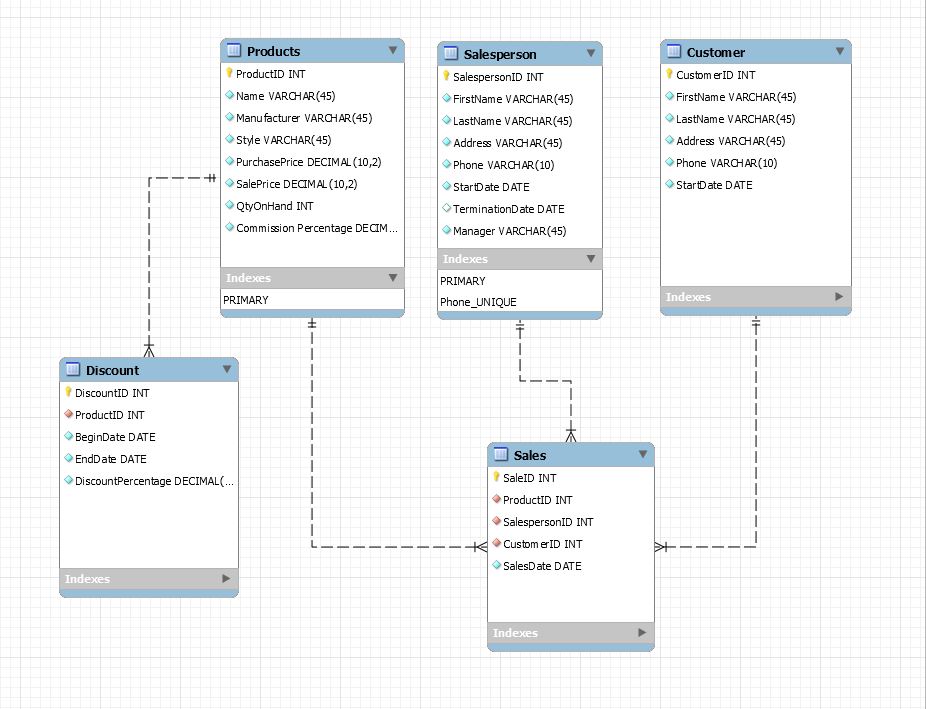 Products
ProductID INT
Name VARCHAR(45)
Manufacturer VARCHAR(45)
Style VARCHAR(45)
PurchasePrice DECIMAL(10,2)
SalePrice DECIMAL(10,2)
QtyOnHand INT
Commission Percentage DECIM...
Indexes
PRIMARY
Salesperson
SalespersonID INT
FirstName VARCHAR(45)
LastName VARCHAR(45)
Address VARCHAR(45)
Phone VARCHAR(10)
StartDate DATE
TerminationDate DATE
Manager VARCHAR(45)
Indexes
PRIMARY
Phone_UNIQUE
Customer
CustomerID INT
FirstName VARCHAR(45)
LastName VARCHAR(45)
Address VARCHAR(45)
Phone VARCHAR(10)
StartDate DATE
Indexes
Discount
DiscountID INT
ProductID INT
BeginDate DATE
EndDate DATE
DiscountPercentage DECIMAL(...
Indexes
Sales
SaleID INT
ProductID INT
SalespersonID INT
CustomerID INT
SalesDate DATE
Indexes